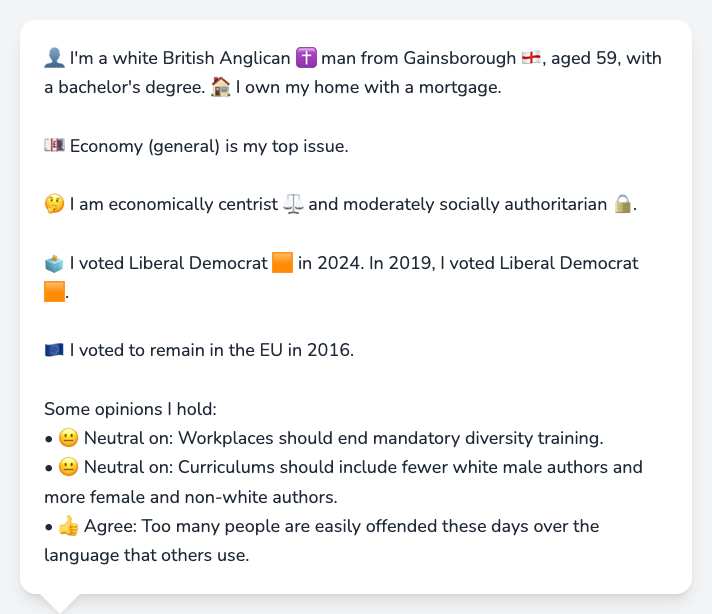 👤 I'm a white British Anglican ✝️ man from Gainsborough 🏴󠁧󠁢󠁥󠁮󠁧󠁿, aged 59, with
a bachelor's degree. 🏠 I own my home with a mortgage.
💷 Economy (general) is my top issue.
🤔 I am economically centrist ⚖️ and moderately socially authoritarian 🔒.
🗳️ I voted Liberal Democrat 🟧 in 2024. In 2019, I voted Liberal Democrat
🟧.
🇪🇺 I voted to remain in the EU in 2016.
Some opinions I hold:
• 😐 Neutral on: Workplaces should end mandatory diversity training.
• 😐 Neutral on: Curriculums should include fewer white male authors and
more female and non-white authors.
• 👍 Agree: Too many people are easily offended these days over the
language that others use.